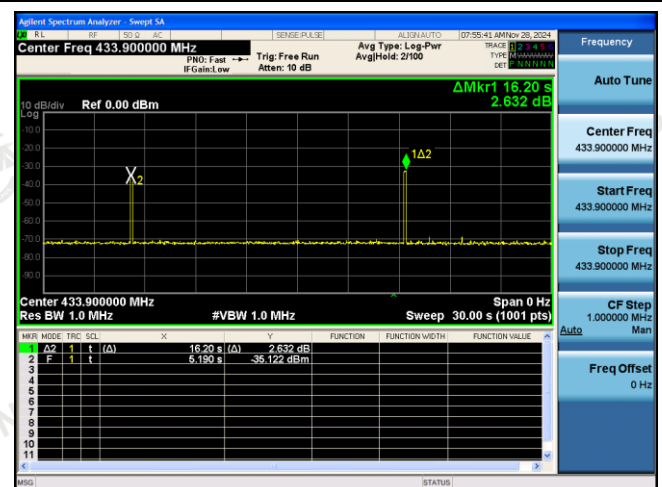 Agilent Spectrum Analyzer - Swept SA
RL RF 50 Ω AC SENSE:PULSE ALIGN AUTO 07:55:41 AM Nov 28, 2024
Center Freq 433.900000 MHz
PNO: Fast
IFGain:Low
Trig: Free Run
Atten: 10 dB
Avg Type: Log-Pwr
Avg|Hold: 2/100
TRACE 1 2 3 4 5 6
TYPE M
DET P N N N N N
Frequency
ΔMkr1 16.20 s
2.632 dB
10 dB/div Ref 0.00 dBm
Log
-10.0
-20.0
-30.0
-40.0
-50.0
-60.0
-70.0
-80.0
-90.0
X2
1Δ2
Center 433.900000 MHz Span 0 Hz
Res BW 1.0 MHz #VBW 1.0 MHz Sweep 30.00 s (1001 pts)
MKR MODE TRC SCL X Y FUNCTION FUNCTION WIDTH FUNCTION VALUE
1 Δ2 1 t (Δ) 16.20 s (Δ) 2.632 dB
2 F 1 t 5.190 s -35.122 dBm
3
4
5
6
7
8
9
10
11
MSG STATUS
Auto Tune
Center Freq
433.900000 MHz
Start Freq
433.900000 MHz
Stop Freq
433.900000 MHz
CF Step
1.000000 MHz
Auto Man
Freq Offset
0 Hz